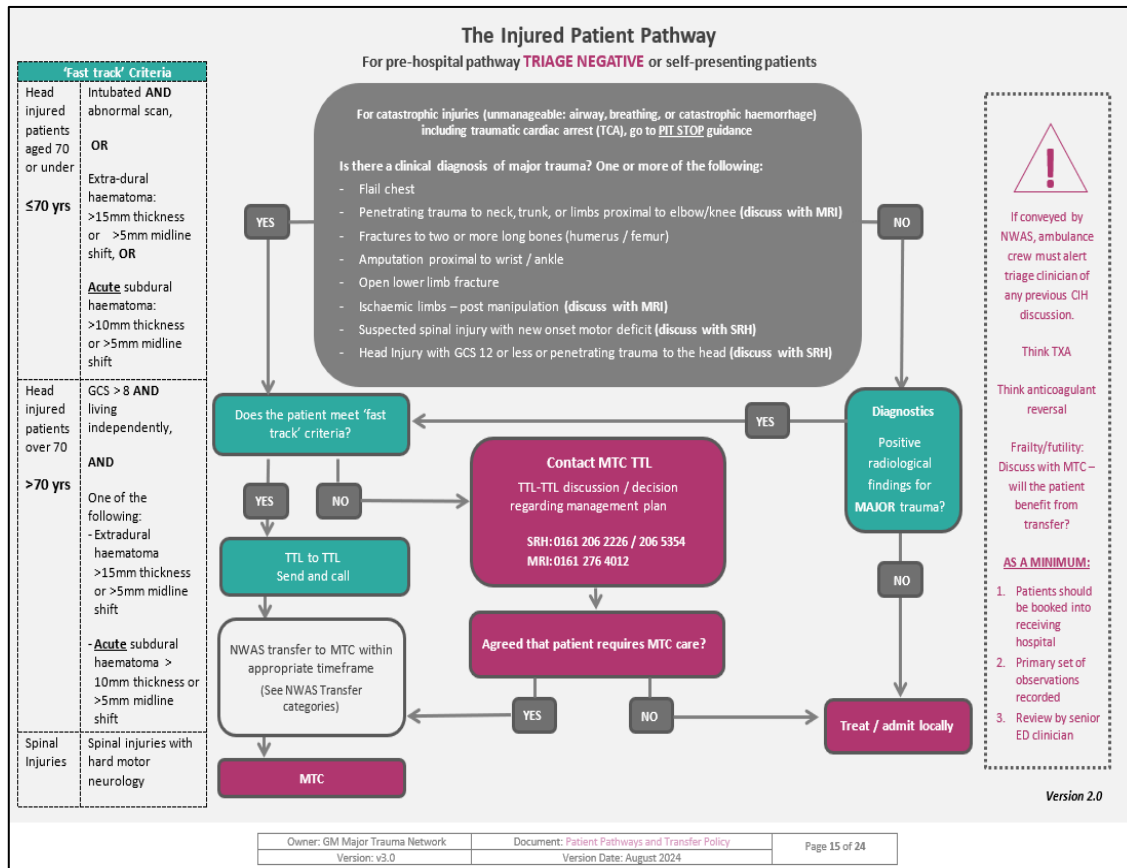 The Injured Patient Pathway
For pre-hospital pathway TRIAGE NEGATIVE or self-presenting patients
'Fast track' Criteria
Head
injured
patients
aged 70
or under
≤70 yrs
Intubated AND
abnormal scan,
OR
Extra-dural
haematoma:
>15mm thickness
or >5mm midline
shift, OR
Acute subdural
haematoma:
>10mm thickness
or >5mm midline
shift
Head
injured
patients
over 70
>70 yrs
GCS > 8 AND
living
independently,
AND
One of the
following:
- Extradural
haematoma
>15mm thickness
or >5mm midline
shift
- Acute subdural
haematoma >
10mm thickness or
>5mm midline
shift
Spinal
Injuries
Spinal injuries with
hard motor
neurology
For catastrophic injuries (unmanageable: airway, breathing, or catastrophic haemorrhage)
including traumatic cardiac arrest (TCA), go to PIT STOP guidance
Is there a clinical diagnosis of major trauma? One or more of the following:
- Flail chest
- Penetrating trauma to neck, trunk, or limbs proximal to elbow/knee (discuss with MRI)
- Fractures to two or more long bones (humerus / femur)
- Amputation proximal to wrist / ankle
- Open lower limb fracture
- Ischaemic limbs – post manipulation (discuss with MRI)
- Suspected spinal injury with new onset motor deficit (discuss with SRH)
- Head Injury with GCS 12 or less or penetrating trauma to the head (discuss with SRH)
YES
NO
Does the patient meet 'fast
track' criteria?
YES
Diagnostics
Positive
radiological
findings for
MAJOR trauma?
YES
NO
Contact MTC TTL
TTL-TTL discussion / decision
regarding management plan
SRH: 0161 206 2226 / 206 5354
MRI: 0161 276 4012
TTL to TTL
Send and call
NO
NWAS transfer to MTC within
appropriate timeframe
(See NWAS Transfer
categories)
Agreed that patient requires MTC care?
YES
NO
Treat / admit locally
MTC
!
If conveyed by
NWAS, ambulance
crew must alert
triage clinician of
any previous CIH
discussion.
Think TXA
Think anticoagulant
reversal
Frailty/futility:
Discuss with MTC –
will the patient
benefit from
transfer?
AS A MINIMUM:
1. Patients should
be booked into
receiving
hospital
2. Primary set of
observations
recorded
3. Review by senior
ED clinician
Version 2.0
Owner: GM Major Trauma Network Document: Patient Pathways and Transfer Policy Page 15 of 24
Version: v3.0 Version Date: August 2024